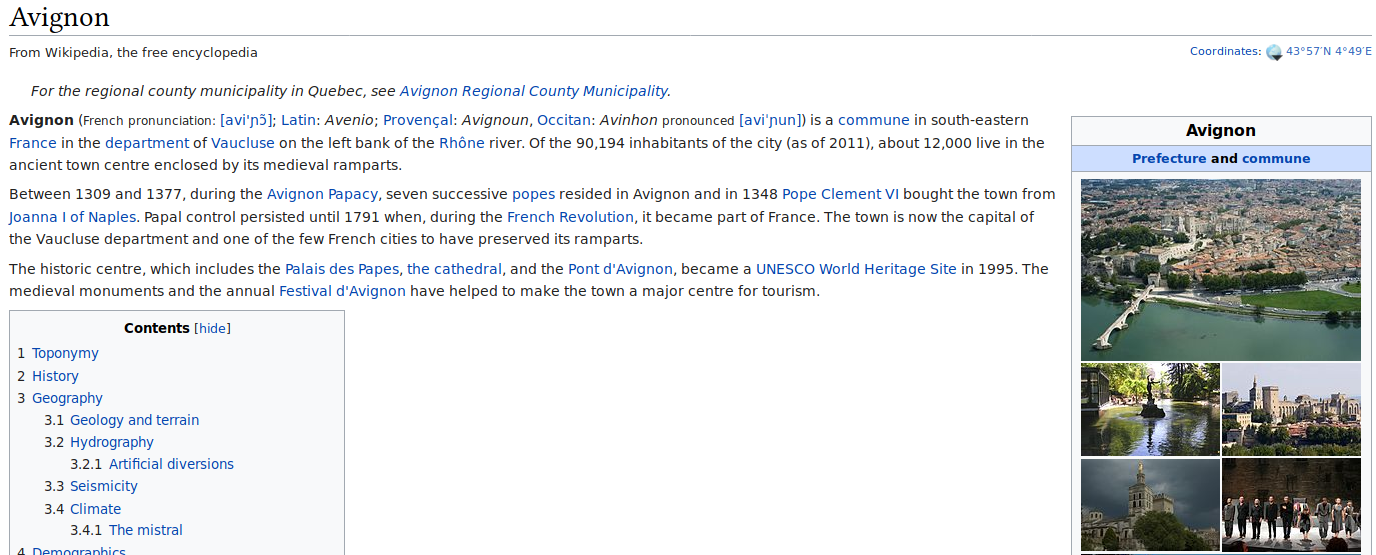 Avignon
From Wikipedia, the free encyclopedia
Coordinates: 43°57′N 4°49′E
For the regional county municipality in Quebec, see Avignon Regional County Municipality.
Avignon (French pronunciation: [avi'ɲɔ̃]; Latin: Avenio; Provençal: Avignoun, Occitan: Avinhon pronounced [aviˈɲun]) is a commune in south-eastern
France in the department of Vaucluse on the left bank of the Rhône river. Of the 90,194 inhabitants of the city (as of 2011), about 12,000 live in the
ancient town centre enclosed by its medieval ramparts.
Between 1309 and 1377, during the Avignon Papacy, seven successive popes resided in Avignon and in 1348 Pope Clement VI bought the town from
Joanna I of Naples. Papal control persisted until 1791 when, during the French Revolution, it became part of France. The town is now the capital of
the Vaucluse department and one of the few French cities to have preserved its ramparts.
The historic centre, which includes the Palais des Papes, the cathedral, and the Pont d'Avignon, became a UNESCO World Heritage Site in 1995. The
medieval monuments and the annual Festival d'Avignon have helped to make the town a major centre for tourism.
Contents [hide]
1 Toponymy
2 History
3 Geography
3.1 Geology and terrain
3.2 Hydrography
3.2.1 Artificial diversions
3.3 Seismicity
3.4 Climate
3.4.1 The mistral
4 Demographics
Avignon
Prefecture and commune